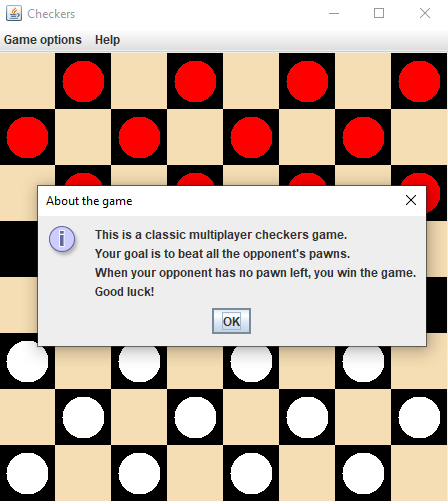 Checkers
Game options Help
About the game
This is a classic multiplayer checkers game.
Your goal is to beat all the opponent's pawns.
When your opponent has no pawn left, you win the game.
Good luck!
OK